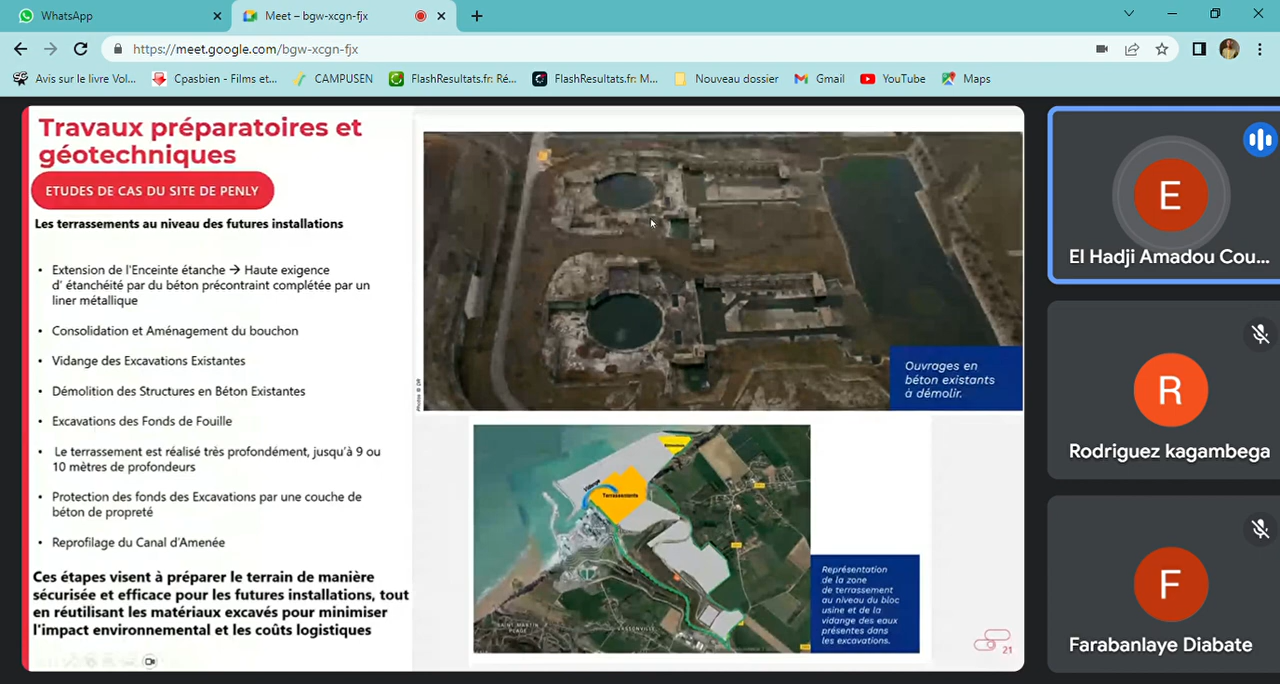 WhatsApp
Meet – bgw-xcgn-fjx
https://meet.google.com/bgw-xcgn-fjx
Avis sur le livre Vol...
Cpasbien - Films et...
CAMPUSEN
FlashResultats.fr: Ré...
FlashResultats.fr: M...
Nouveau dossier
Gmail
YouTube
Maps
Travaux préparatoires et
géotechniques
ETUDES DE CAS DU SITE DE PENLY
Les terrassements au niveau des futures installations
• Extension de l'Enceinte étanche → Haute exigence
d' étanchéité par du béton précontraint complétée par un
liner métallique
• Consolidation et Aménagement du bouchon
• Vidange des Excavations Existantes
• Démolition des Structures en Béton Existantes
• Excavations des Fonds de Fouille
• Le terrassement est réalisé très profondément, jusqu'à 9 ou
10 mètres de profondeurs
• Protection des fonds des Excavations par une couche de
béton de propreté
• Reprofilage du Canal d'Amenée
Ces étapes visent à préparer le terrain de manière
sécurisée et efficace pour les futures installations, tout
en réutilisant les matériaux excavés pour minimiser
l'impact environnemental et les coûts logistiques
Photos © DR
Ouvrages en
béton existants
à démolir.
Village
Terrassements
SAINT MARTIN
PLAGE
Représentation
de la zone
de terrassement
au niveau du bloc
usine et de la
vidange des eaux
présentes dans
les excavations.
21
E
El Hadji Amadou Cou...
R
Rodriguez kagambega
F
Farabanlaye Diabate